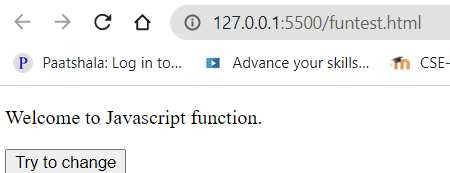 127.0.0.1:5500/funtest.html
P Paatshala: Log in to... Advance your skills... CSE-
Welcome to Javascript function.
Try to change